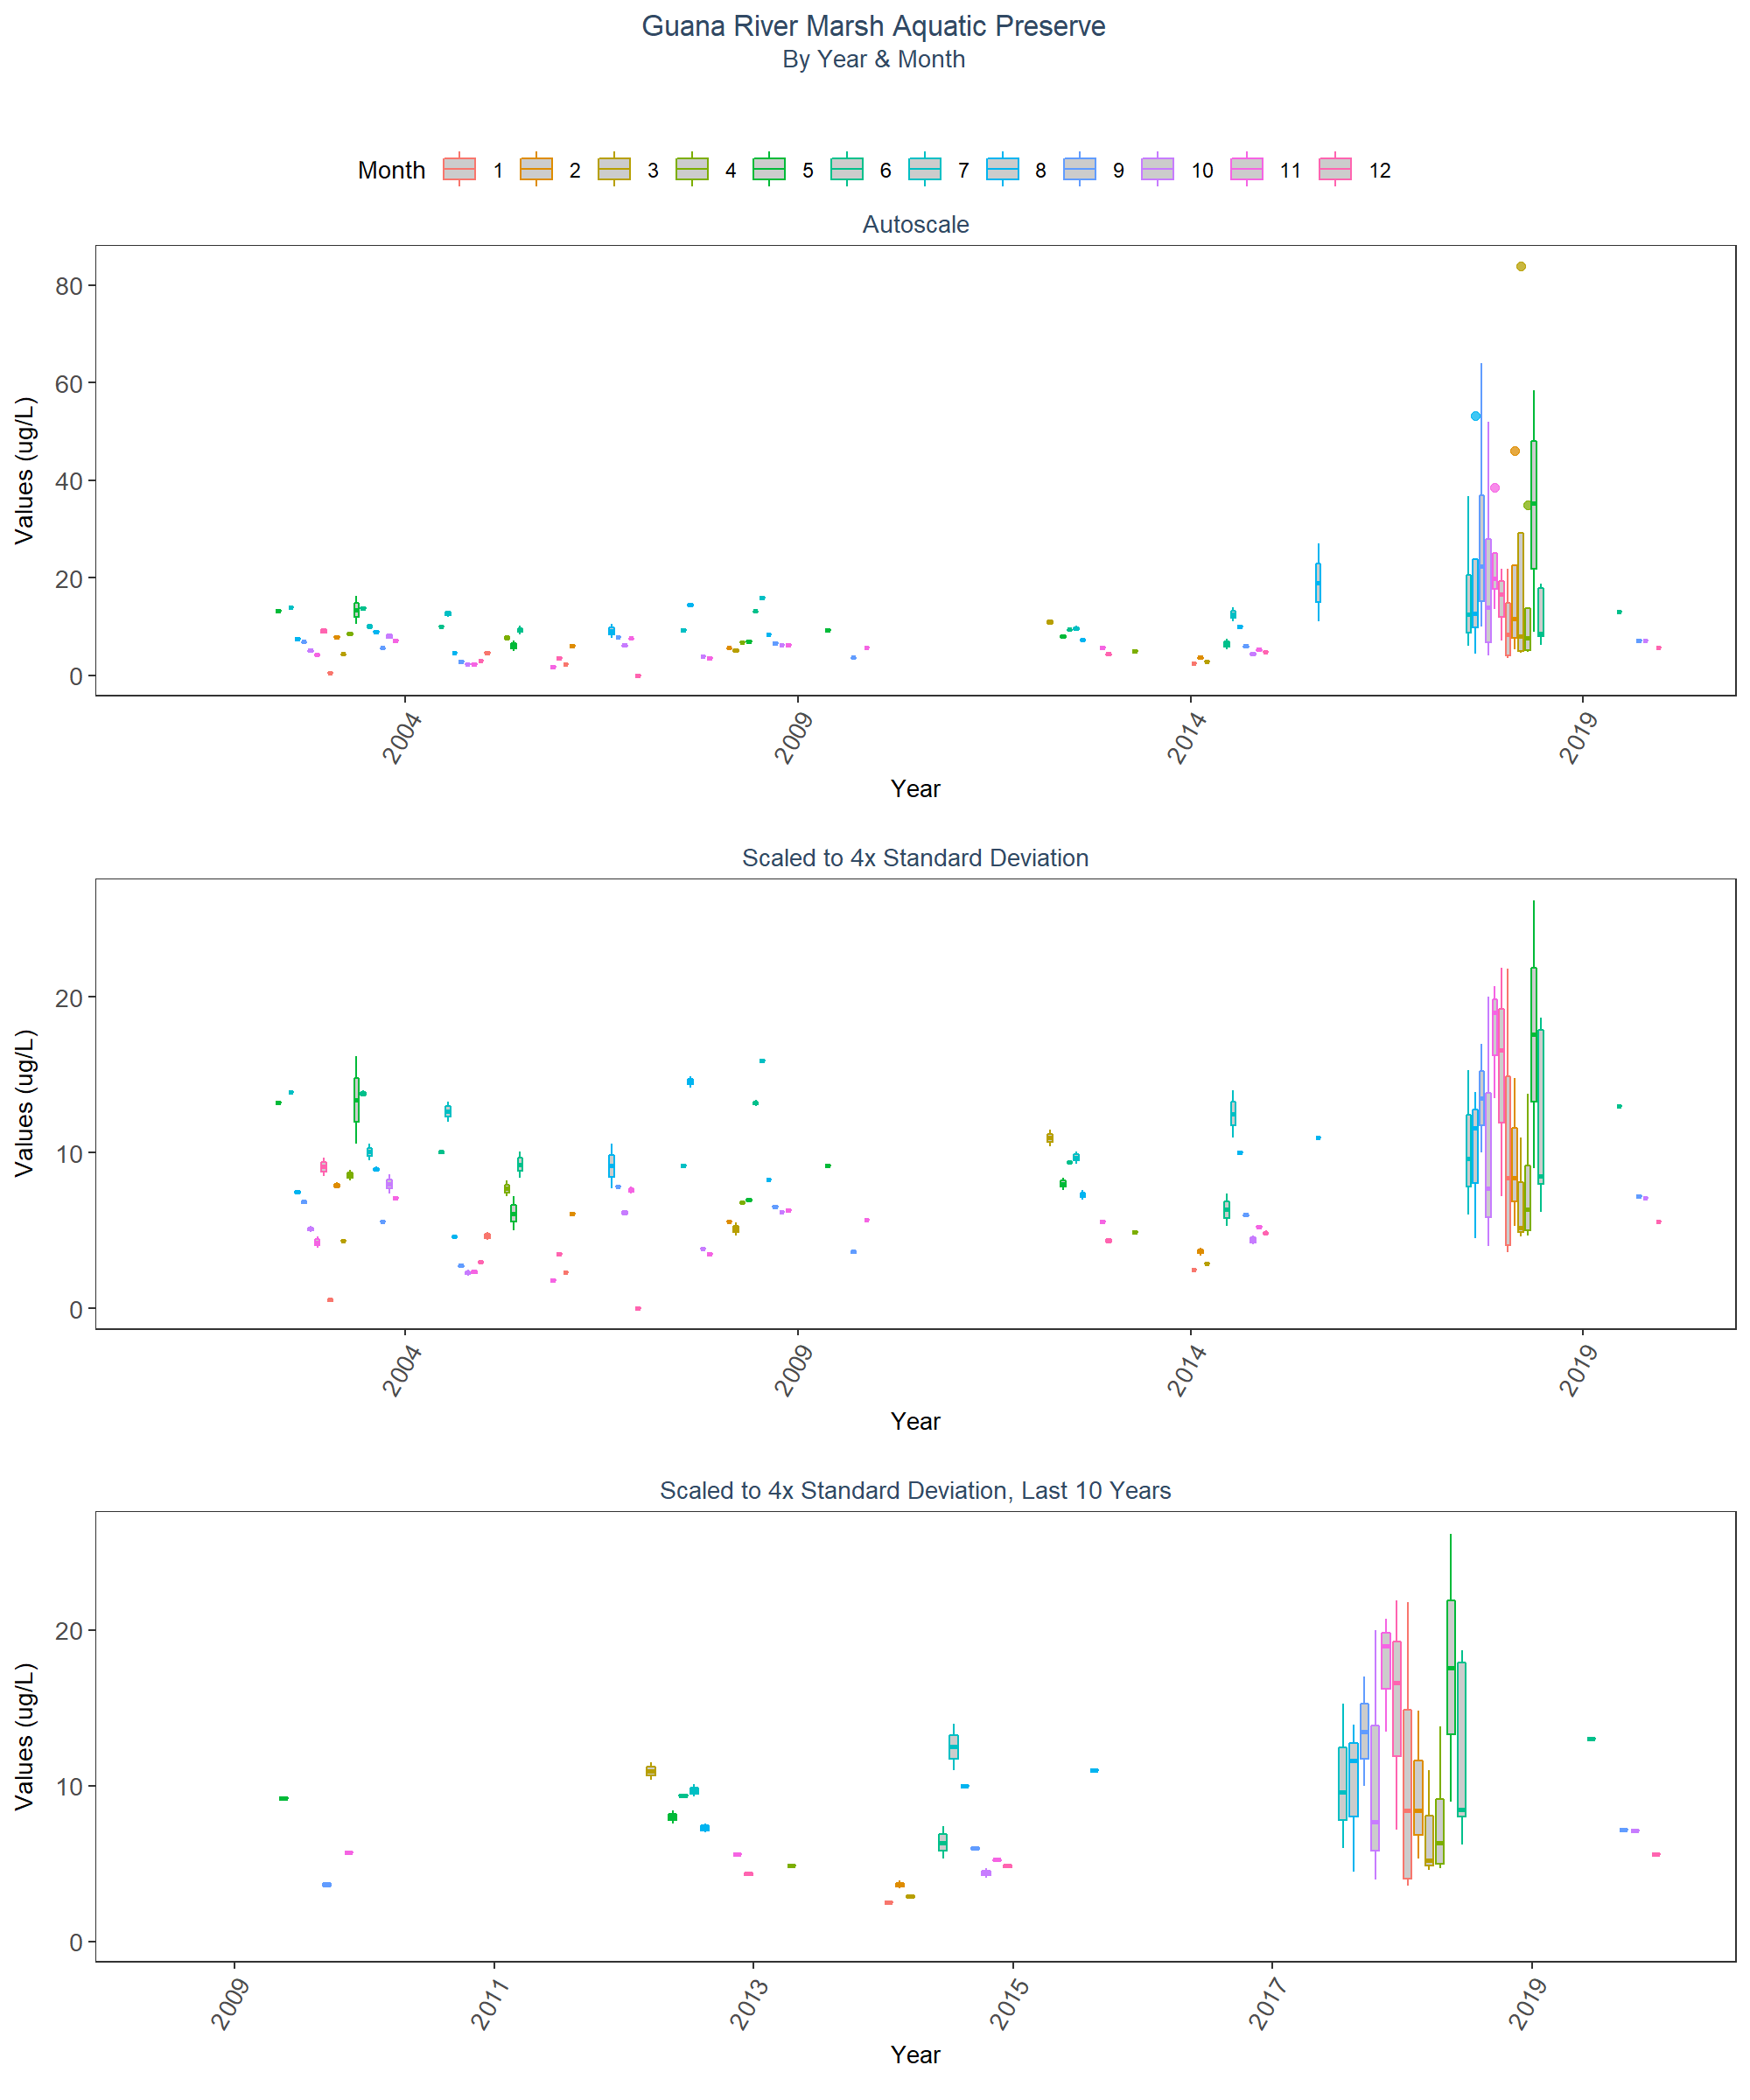 Guana River Marsh Aquatic Preserve
By Year & Month
Month 1 2 3 4 5 6 7 8 9 10 11 12
Autoscale
Values (ug/L)
80
60
40
20
0
2004 2009 2014 2019
Year
Scaled to 4x Standard Deviation
Values (ug/L)
20
10
0
2004 2009 2014 2019
Year
Scaled to 4x Standard Deviation, Last 10 Years
Values (ug/L)
20
10
0
2009 2011 2013 2015 2017 2019
Year